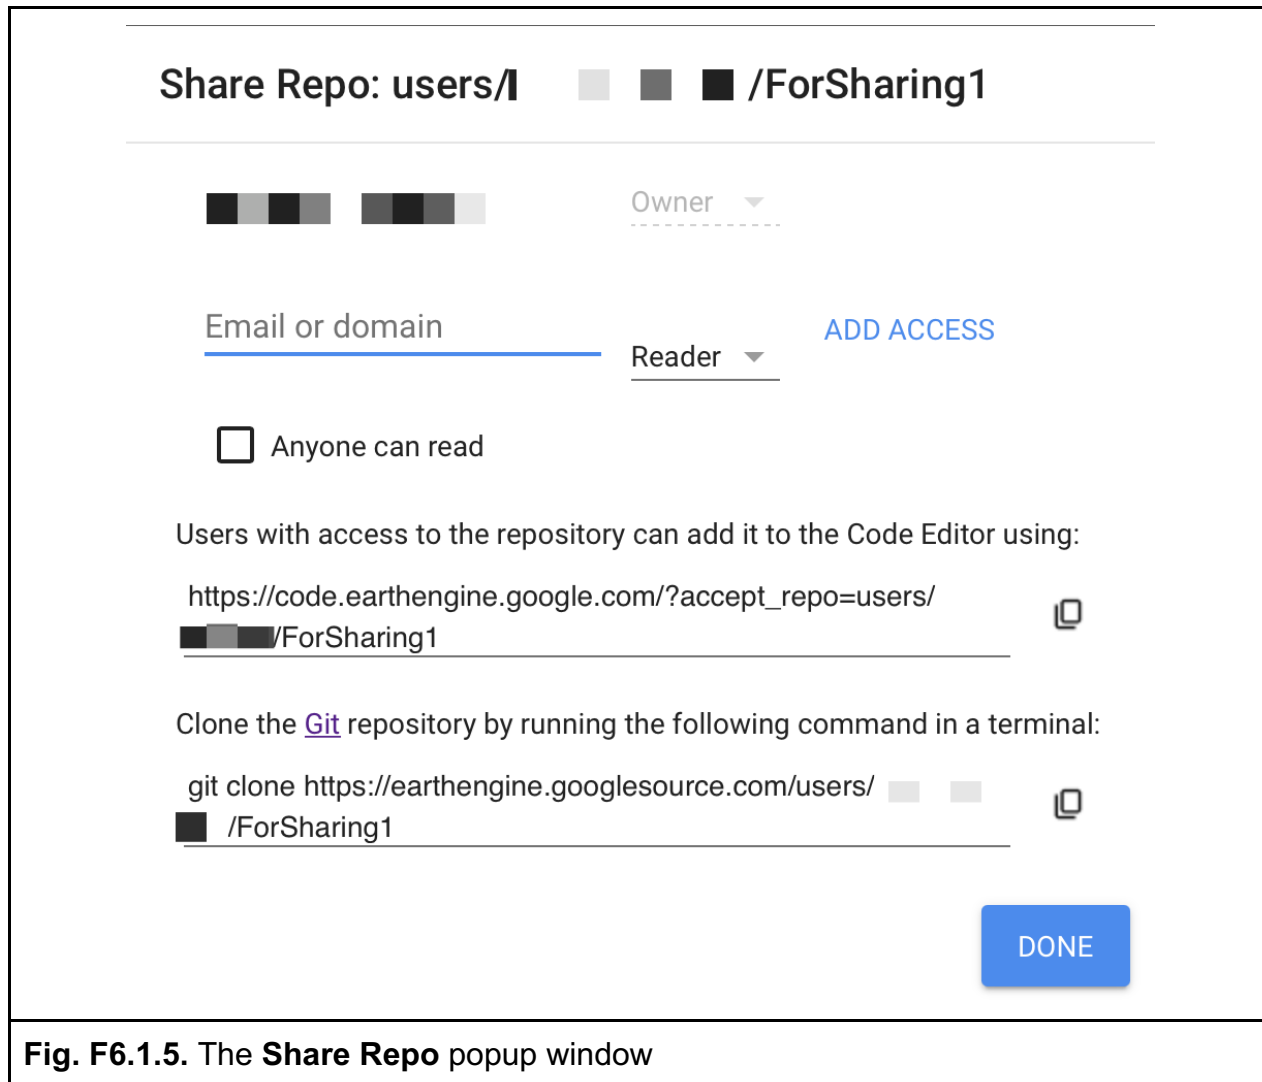 Share Repo: users/ /ForSharing1
Owner
Email or domain
Reader
ADD ACCESS
Anyone can read
Users with access to the repository can add it to the Code Editor using:
https://code.earthengine.google.com/?accept_repo=users/
/ForSharing1
Clone the Git repository by running the following command in a terminal:
git clone https://earthengine.googlesource.com/users/
/ForSharing1
DONE
Fig. F6.1.5. The Share Repo popup window